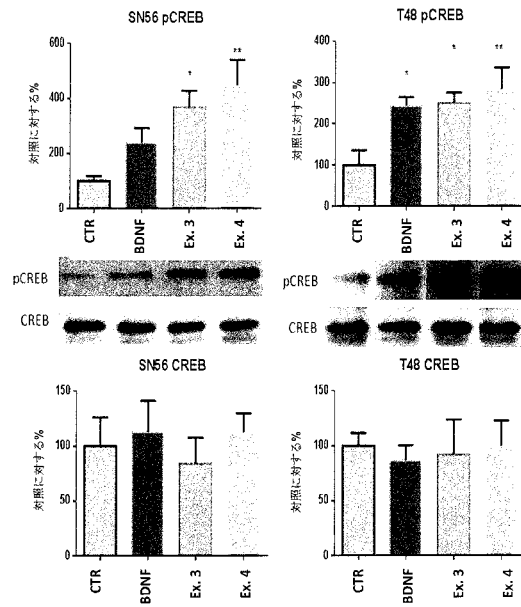 SN56 pCREB
対照に対する%
600
400
200
0
*
**
CTR
BDNF
Ex. 3
Ex. 4
T48 pCREB
対照に対する%
400
300
200
100
0
*
*
**
CTR
BDNF
Ex. 3
Ex. 4
pCREB
CREB
pCREB
CREB
SN56 CREB
対照に対する%
150
100
50
0
CTR
BDNF
Ex. 3
Ex. 4
T48 CREB
対照に対する%
150
100
50
0
CTR
BDNF
Ex. 3
Ex. 4